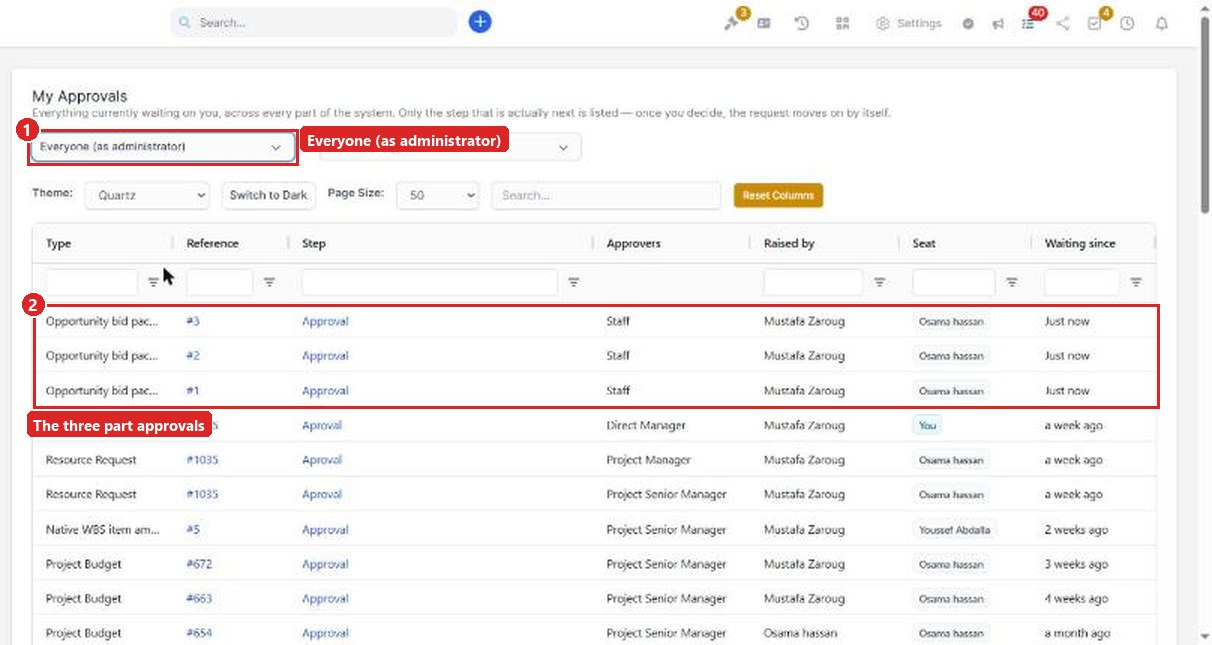 Search...
3
Settings
40
4
My Approvals
Everything currently waiting on you, across every part of the system. Only the step that is actually next is listed — once you decide, the request moves on by itself.
1
Everyone (as administrator)
Everyone (as administrator)
Theme: Quartz Switch to Dark Page Size: 50 Search... Reset Columns
Type Reference Step Approvers Raised by Seat Waiting since
2
Opportunity bid pac... #3 Approval Staff Mustafa Zaroug Osama hassan Just now
Opportunity bid pac... #2 Approval Staff Mustafa Zaroug Osama hassan Just now
Opportunity bid pac... #1 Approval Staff Mustafa Zaroug Osama hassan Just now
The three part approvals
Aproval Direct Manager Mustafa Zaroug You a week ago
Resource Request #1035 Aproval Project Manager Mustafa Zaroug Osama hassan a week ago
Resource Request #1035 Aproval Project Senior Manager Mustafa Zaroug Osama hassan a week ago
Native WBS item am... #5 Approval Project Senior Manager Mustafa Zaroug Youssef Abdalla 2 weeks ago
Project Budget #672 Approval Project Senior Manager Mustafa Zaroug Osama hassan 3 weeks ago
Project Budget #663 Approval Project Senior Manager Mustafa Zaroug Osama hassan 4 weeks ago
Project Budget #654 Approval Project Senior Manager Osama hassan Osama hassan a month ago